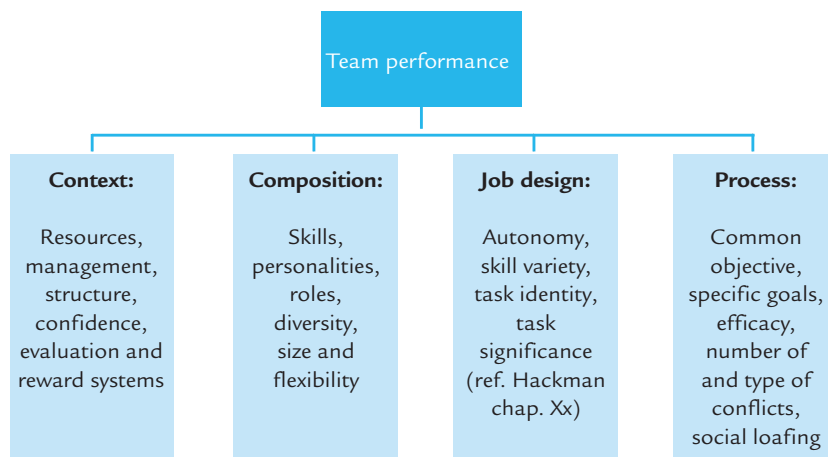 Team performance
Context:
Resources,
management,
structure,
confidence,
evaluation and
reward systems
Composition:
Skills,
personalities,
roles,
diversity,
size and
flexibility
Job design:
Autonomy,
skill variety,
task identity,
task
significance
(ref. Hackman
chap. Xx)
Process:
Common
objective,
specific goals,
efficacy,
number of
and type of
conflicts,
social loafing